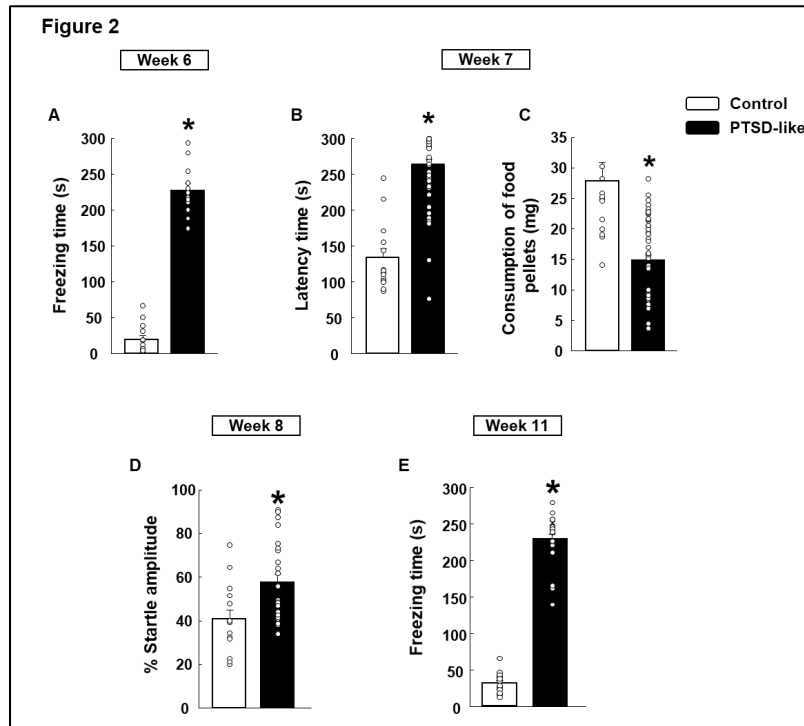 Figure 2
Week 6
Week 7
Control
PTSD-like
A
*
Freezing time (s)
300
250
200
150
100
50
0
B
*
Latency time (s)
300
250
200
150
100
50
0
C
*
Consumption of food
pellets (mg)
35
30
25
20
15
10
5
0
Week 8
Week 11
D
*
% Startle amplitude
100
80
60
40
20
0
E
*
Freezing time (s)
300
250
200
150
100
50
0